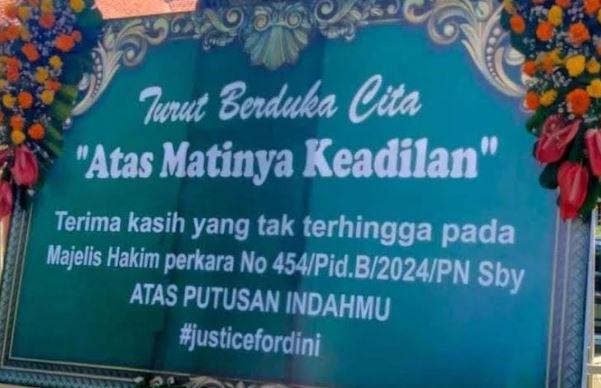 Turut Berduka Cita
"Atas Matinya Keadilan"
Terima kasih yang tak terhingga pada
Majelis Hakim perkara No 454/Pid.B/2024/PN Sby
ATAS PUTUSAN INDAHMU
#justicefordini